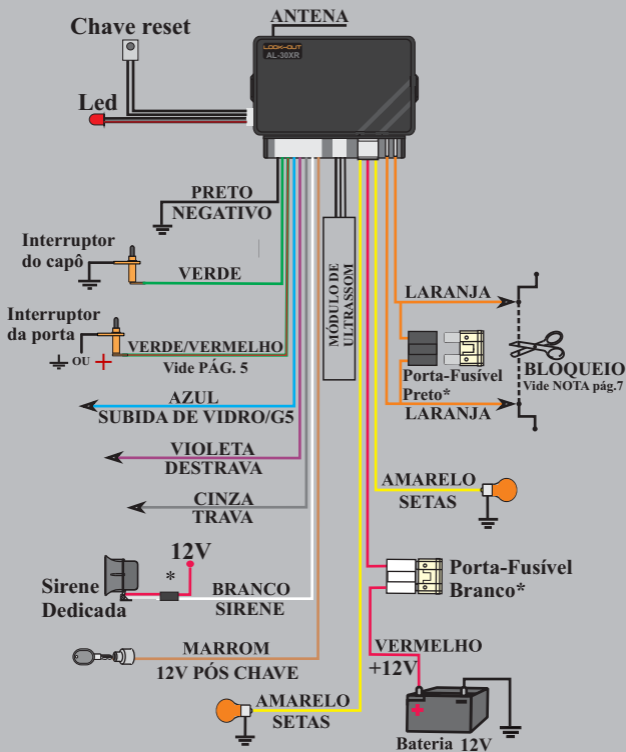 ANTENA
Chave reset
LOOK-OUT
AL-30XR
Led
PRETO
NEGATIVO
Interruptor
do capô
VERDE
Interruptor
da porta
OU
VERDE/VERMELHO
Vide PÁG. 5
AZUL
SUBIDA DE VIDRO/G5
VIOLETA
DESTRAVA
CINZA
TRAVA
12V
*
Sirene
Dedicada
BRANCO
SIRENE
MARROM
12V PÓS CHAVE
AMARELO
SETAS
MÓDULO DE
ULTRASSOM
LARANJA
Porta-Fusível
Preto*
LARANJA
BLOQUEIO
Vide NOTA pág.7
AMARELO
SETAS
Porta-Fusível
Branco*
VERMELHO
+12V
Bateria 12V